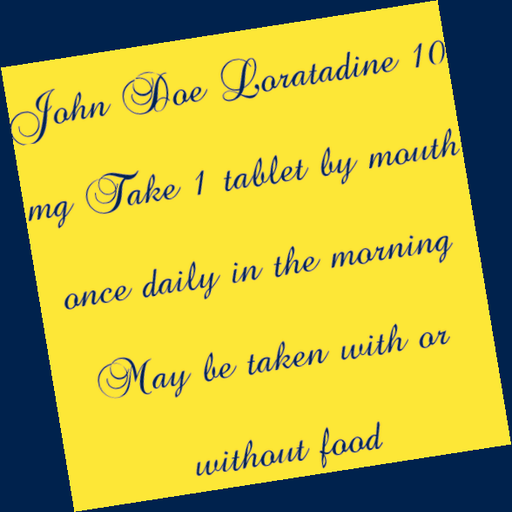 John Doe Loratadine 10
mg Take 1 tablet by mouth
once daily in the morning
May be taken with or
without food